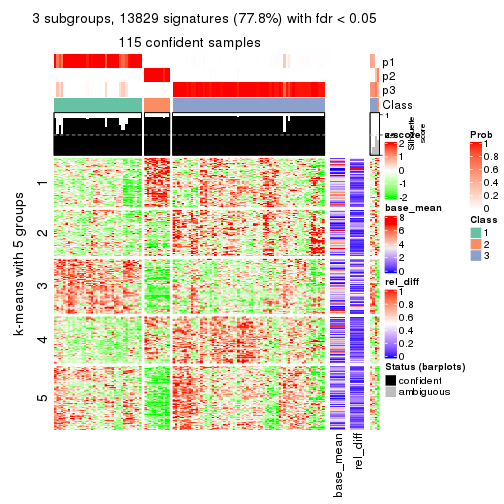 3 subgroups, 13829 signatures (77.8%) with fdr < 0.05
115 confident samples
p1
p2
p3
Class
1
Silhouette
score
z-score
2
1
0
-1
-2
Prob
1
0.8
0.6
0.4
0.2
0
base_mean
8
6
4
2
0
Class
1
2
3
rel_diff
1
0.8
0.6
0.4
0.2
0
Status (barplots)
confident
ambiguous
k-means with 5 groups
1
2
3
4
5
base_mean
rel_diff